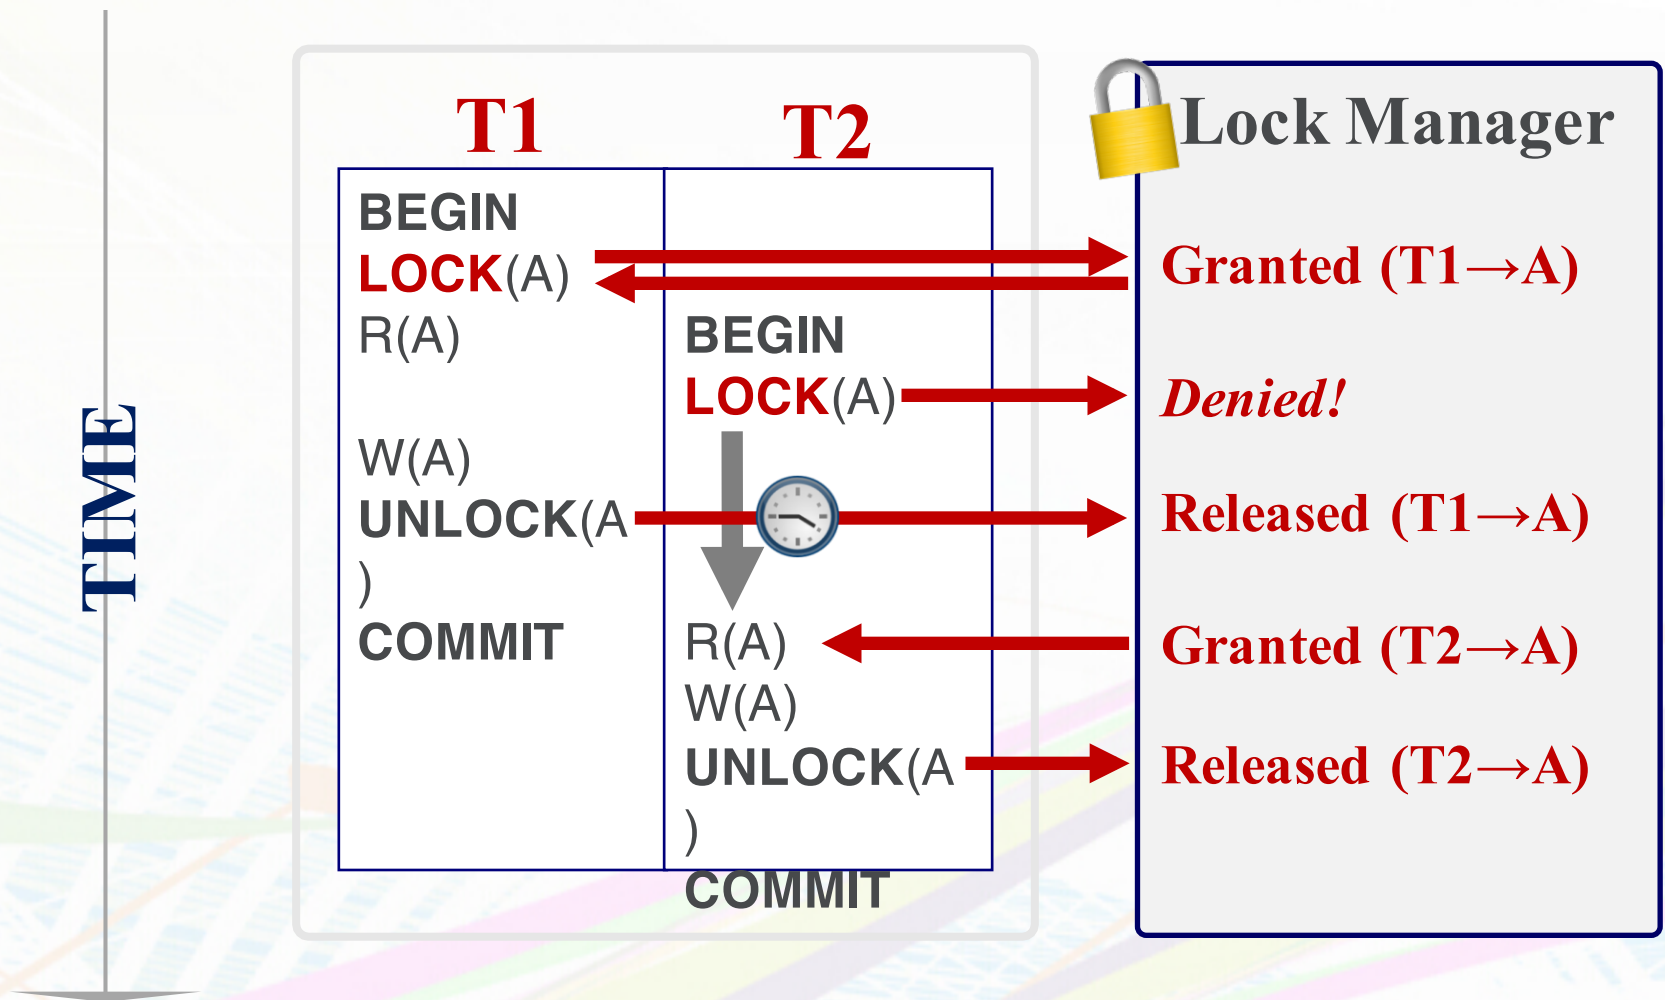 TIME
T1
T2
BEGIN
LOCK(A)
R(A)
W(A)
UNLOCK(A
)
COMMIT
BEGIN
LOCK(A)
R(A)
W(A)
UNLOCK(A
)
COMMIT
Lock Manager
Granted (T1→A)
Denied!
Released (T1→A)
Granted (T2→A)
Released (T2→A)